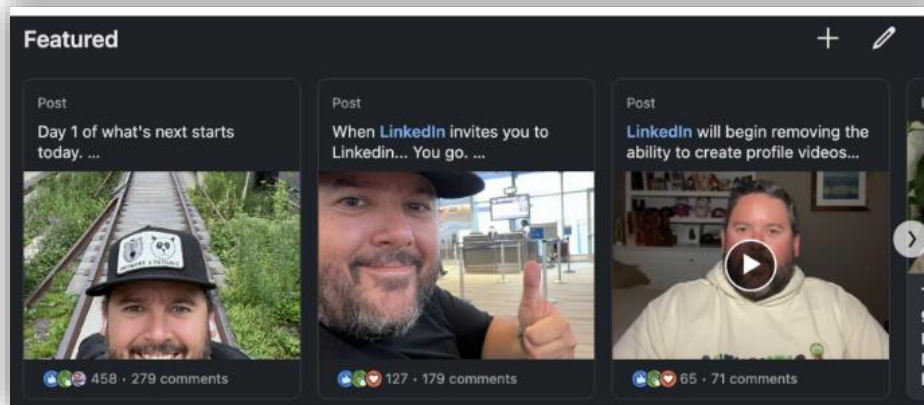 Featured
Post
Day 1 of what's next starts
today. ...
458 · 279 comments
Post
When LinkedIn invites you to
Linkedin... You go. ...
127 · 179 comments
Post
LinkedIn will begin removing the
ability to create profile videos...
65 · 71 comments